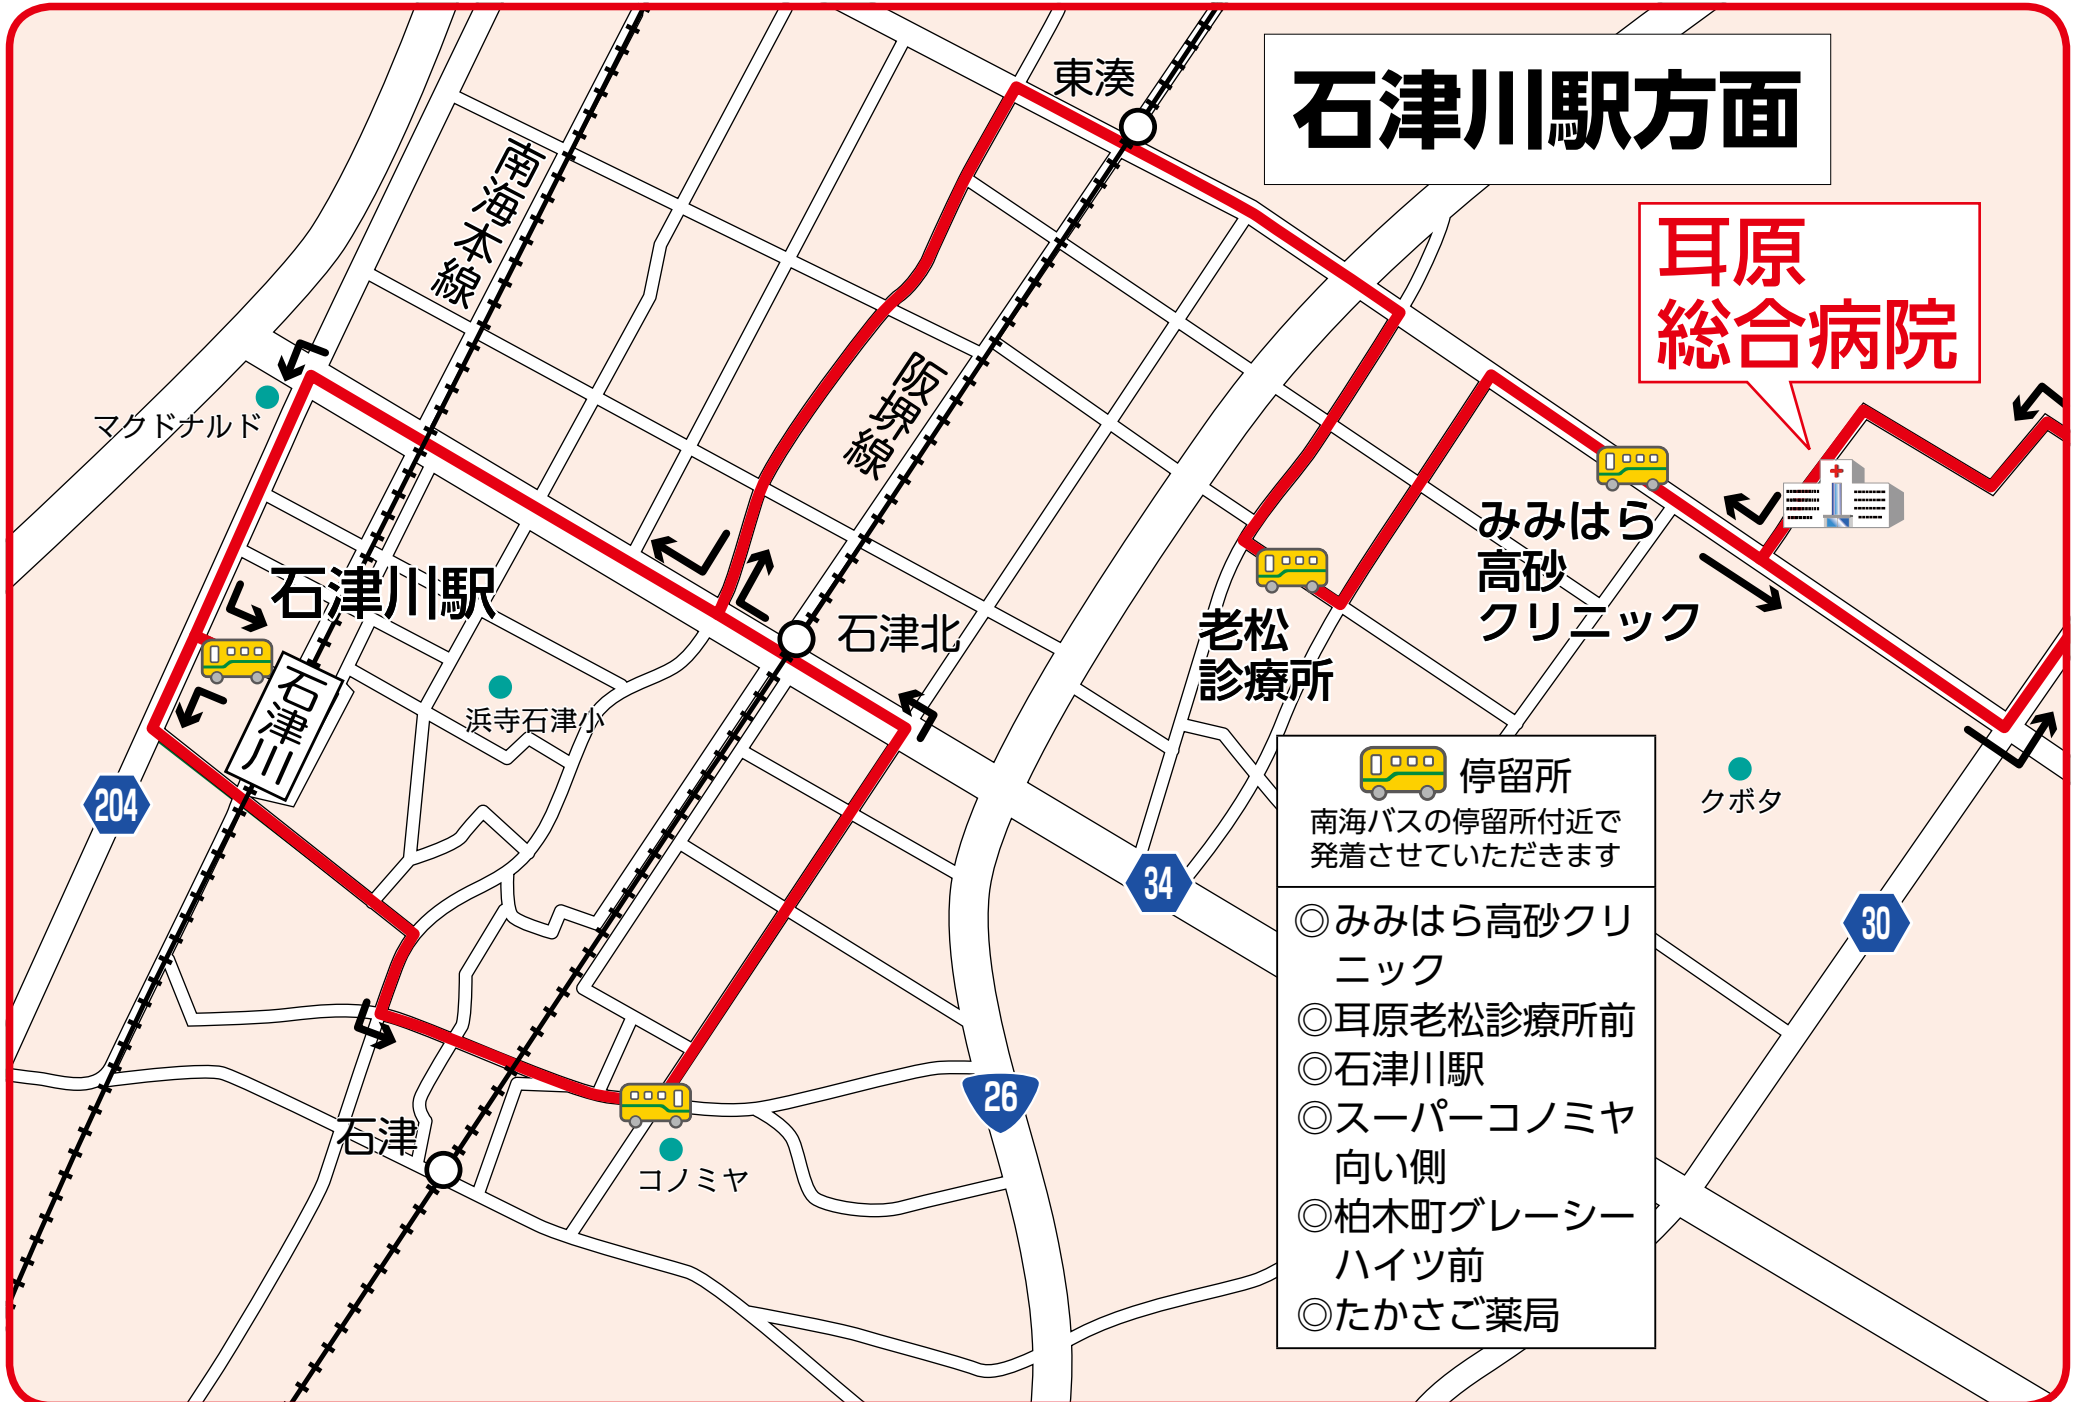 石津川駅方面
東湊
南海本線
耳原
総合病院
阪堺線
マクドナルド
みみはら
高砂
クリニック
石津川駅
石津北
老松
診療所
石津川
浜寺石津小
204
クボタ
34
30
26
石津
コノミヤ
停留所
南海バスの停留所付近で
発着させていただきます
◎みみはら高砂クリ
ニック
◎耳原老松診療所前
◎石津川駅
◎スーパーコノミヤ
向い側
◎柏木町グレーシー
ハイツ前
◎たかさご薬局